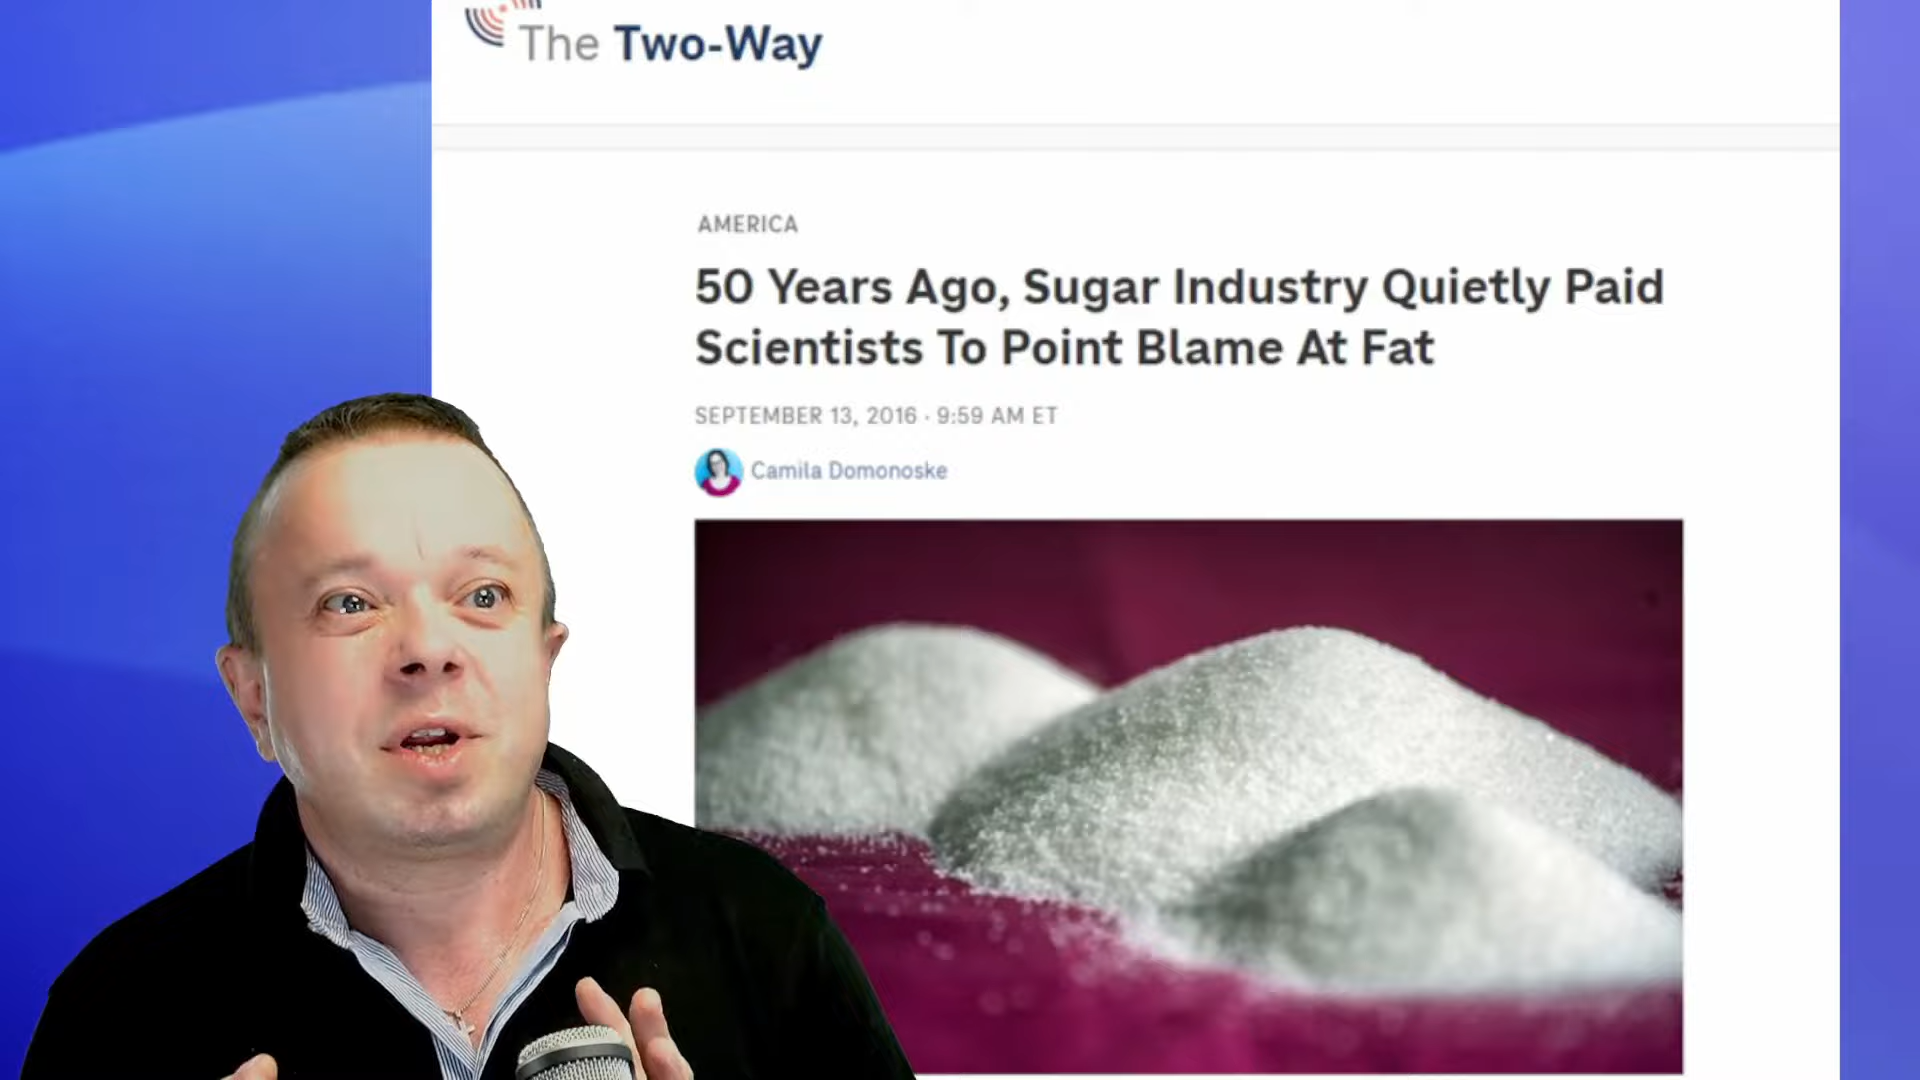 The Two-Way
AMERICA
50 Years Ago, Sugar Industry Quietly Paid
Scientists To Point Blame At Fat
SEPTEMBER 13, 2016 · 9:59 AM ET
Camila Domonoske